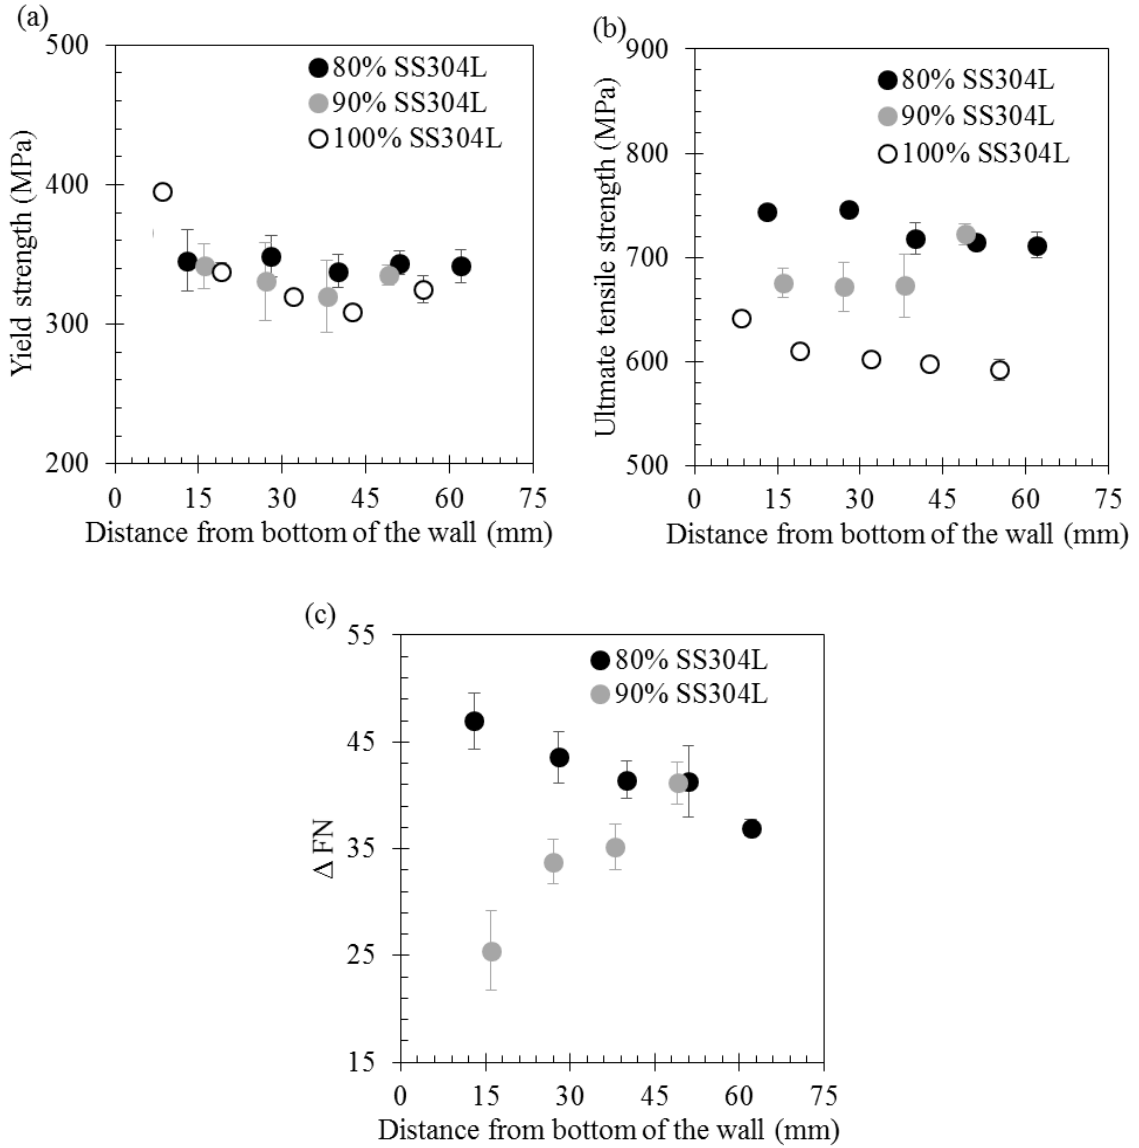 (a)
500
400
300
200
Yield strength (MPa)
80% SS304L
90% SS304L
100% SS304L
0 15 30 45 60 75
Distance from bottom of the wall (mm)
(b)
900
800
700
600
500
Ultmate tensile strength (MPa)
80% SS304L
90% SS304L
100% SS304L
0 15 30 45 60 75
Distance from bottom of the wall (mm)
(c)
55
45
35
25
15
Δ FN
80% SS304L
90% SS304L
0 15 30 45 60 75
Distance from bottom of the wall (mm)